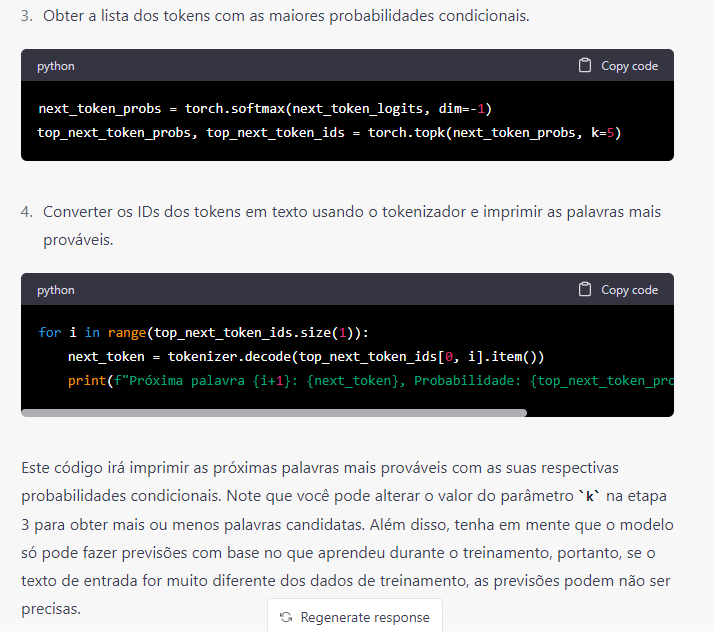 3. Obter a lista dos tokens com as maiores probabilidades condicionais.
python Copy code
next_token_probs = torch.softmax(next_token_logits, dim=-1)
top_next_token_probs, top_next_token_ids = torch.topk(next_token_probs, k=5)
4. Converter os IDs dos tokens em texto usando o tokenizador e imprimir as palavras mais
prováveis.
python Copy code
for i in range(top_next_token_ids.size(1)):
    next_token = tokenizer.decode(top_next_token_ids[0, i].item())
    print(f"Próxima palavra {i+1}: {next_token}, Probabilidade: {top_next_token_pro
Este código irá imprimir as próximas palavras mais prováveis com as suas respectivas
probabilidades condicionais. Note que você pode alterar o valor do parâmetro `k` na etapa
3 para obter mais ou menos palavras candidatas. Além disso, tenha em mente que o modelo
só pode fazer previsões com base no que aprendeu durante o treinamento, portanto, se o
texto de entrada for muito diferente dos dados de treinamento, as previsões podem não ser
precisas.
Regenerate response